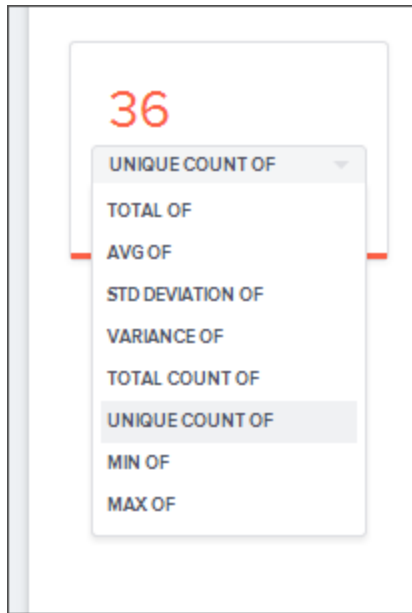 36
UNIQUE COUNT OF
TOTAL OF
AVG OF
STD DEVIATION OF
VARIANCE OF
TOTAL COUNT OF
UNIQUE COUNT OF
MIN OF
MAX OF